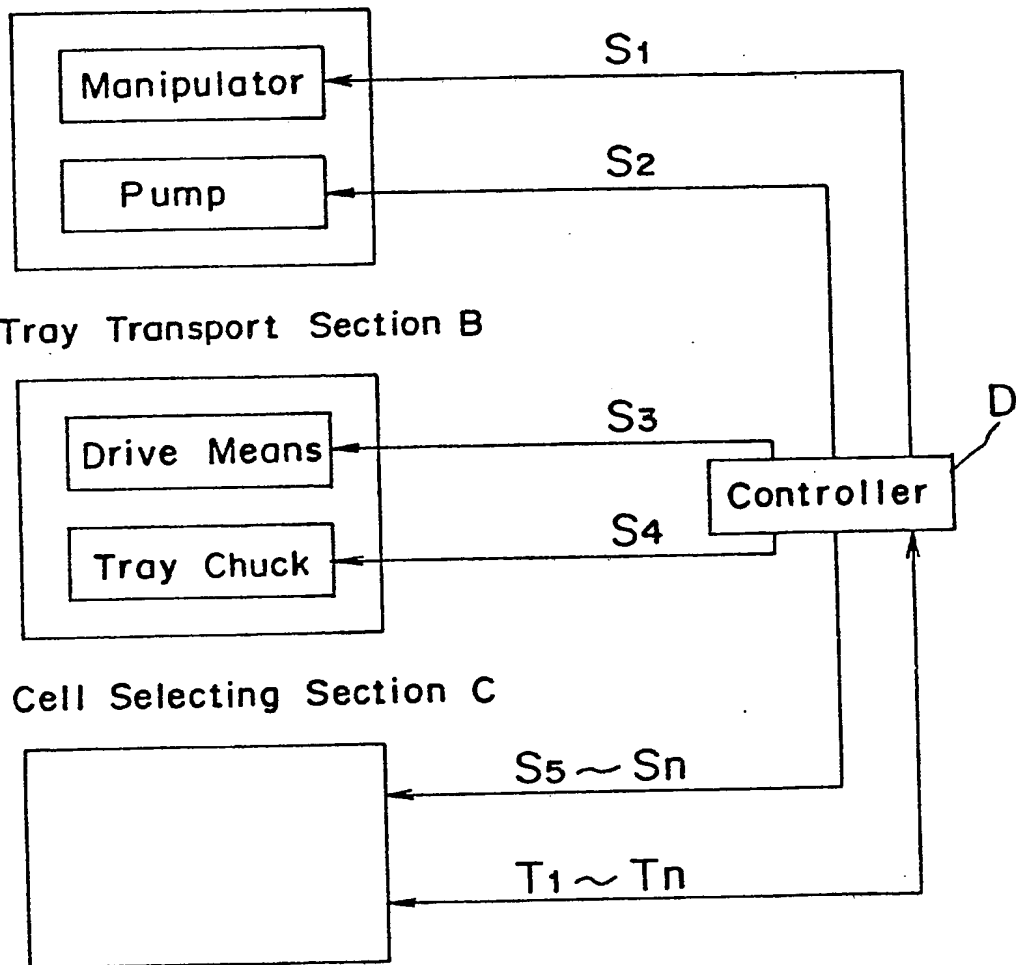 S1
Manipulator
S2
Pump
Tray Transport Section B
S3
D
Drive Means
Controller
S4
Tray Chuck
Cell Selecting Section C
S5 ~ Sn
T1 ~ Tn